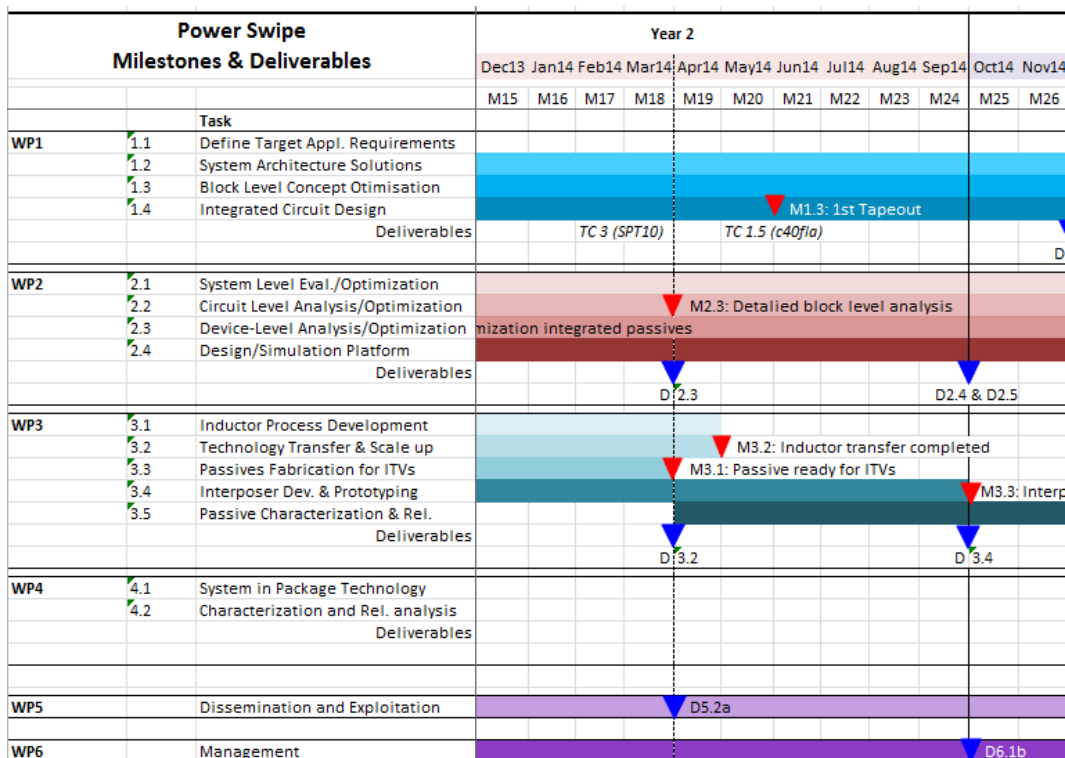 Power Swipe
Milestones & Deliverables
Year 2
Dec13 Jan14 Feb14 Mar14 Apr14 May14 Jun14 Jul14 Aug14 Sep14 Oct14 Nov14
M15 M16 M17 M18 M19 M20 M21 M22 M23 M24 M25 M26
Task
WP1 1.1 Define Target Appl. Requirements
1.2 System Architecture Solutions
1.3 Block Level Concept Otimisation
1.4 Integrated Circuit Design M1.3: 1st Tapeout
Deliverables TC 3 (SPT10) TC 1.5 (c40fla)
D
WP2 2.1 System Level Eval./Optimization
2.2 Circuit Level Analysis/Optimization M2.3: Detalied block level analysis
2.3 Device-Level Analysis/Optimization mization integrated passives
2.4 Design/Simulation Platform
Deliverables
D 2.3 D2.4 & D2.5
WP3 3.1 Inductor Process Development
3.2 Technology Transfer & Scale up M3.2: Inductor transfer completed
3.3 Passives Fabrication for ITVs M3.1: Passive ready for ITVs
3.4 Interposer Dev. & Prototyping M3.3: Interp
3.5 Passive Characterization & Rel.
Deliverables
D 3.2 D 3.4
WP4 4.1 System in Package Technology
4.2 Characterization and Rel. analysis
Deliverables
WP5 Dissemination and Exploitation D5.2a
WP6 Management D6.1b